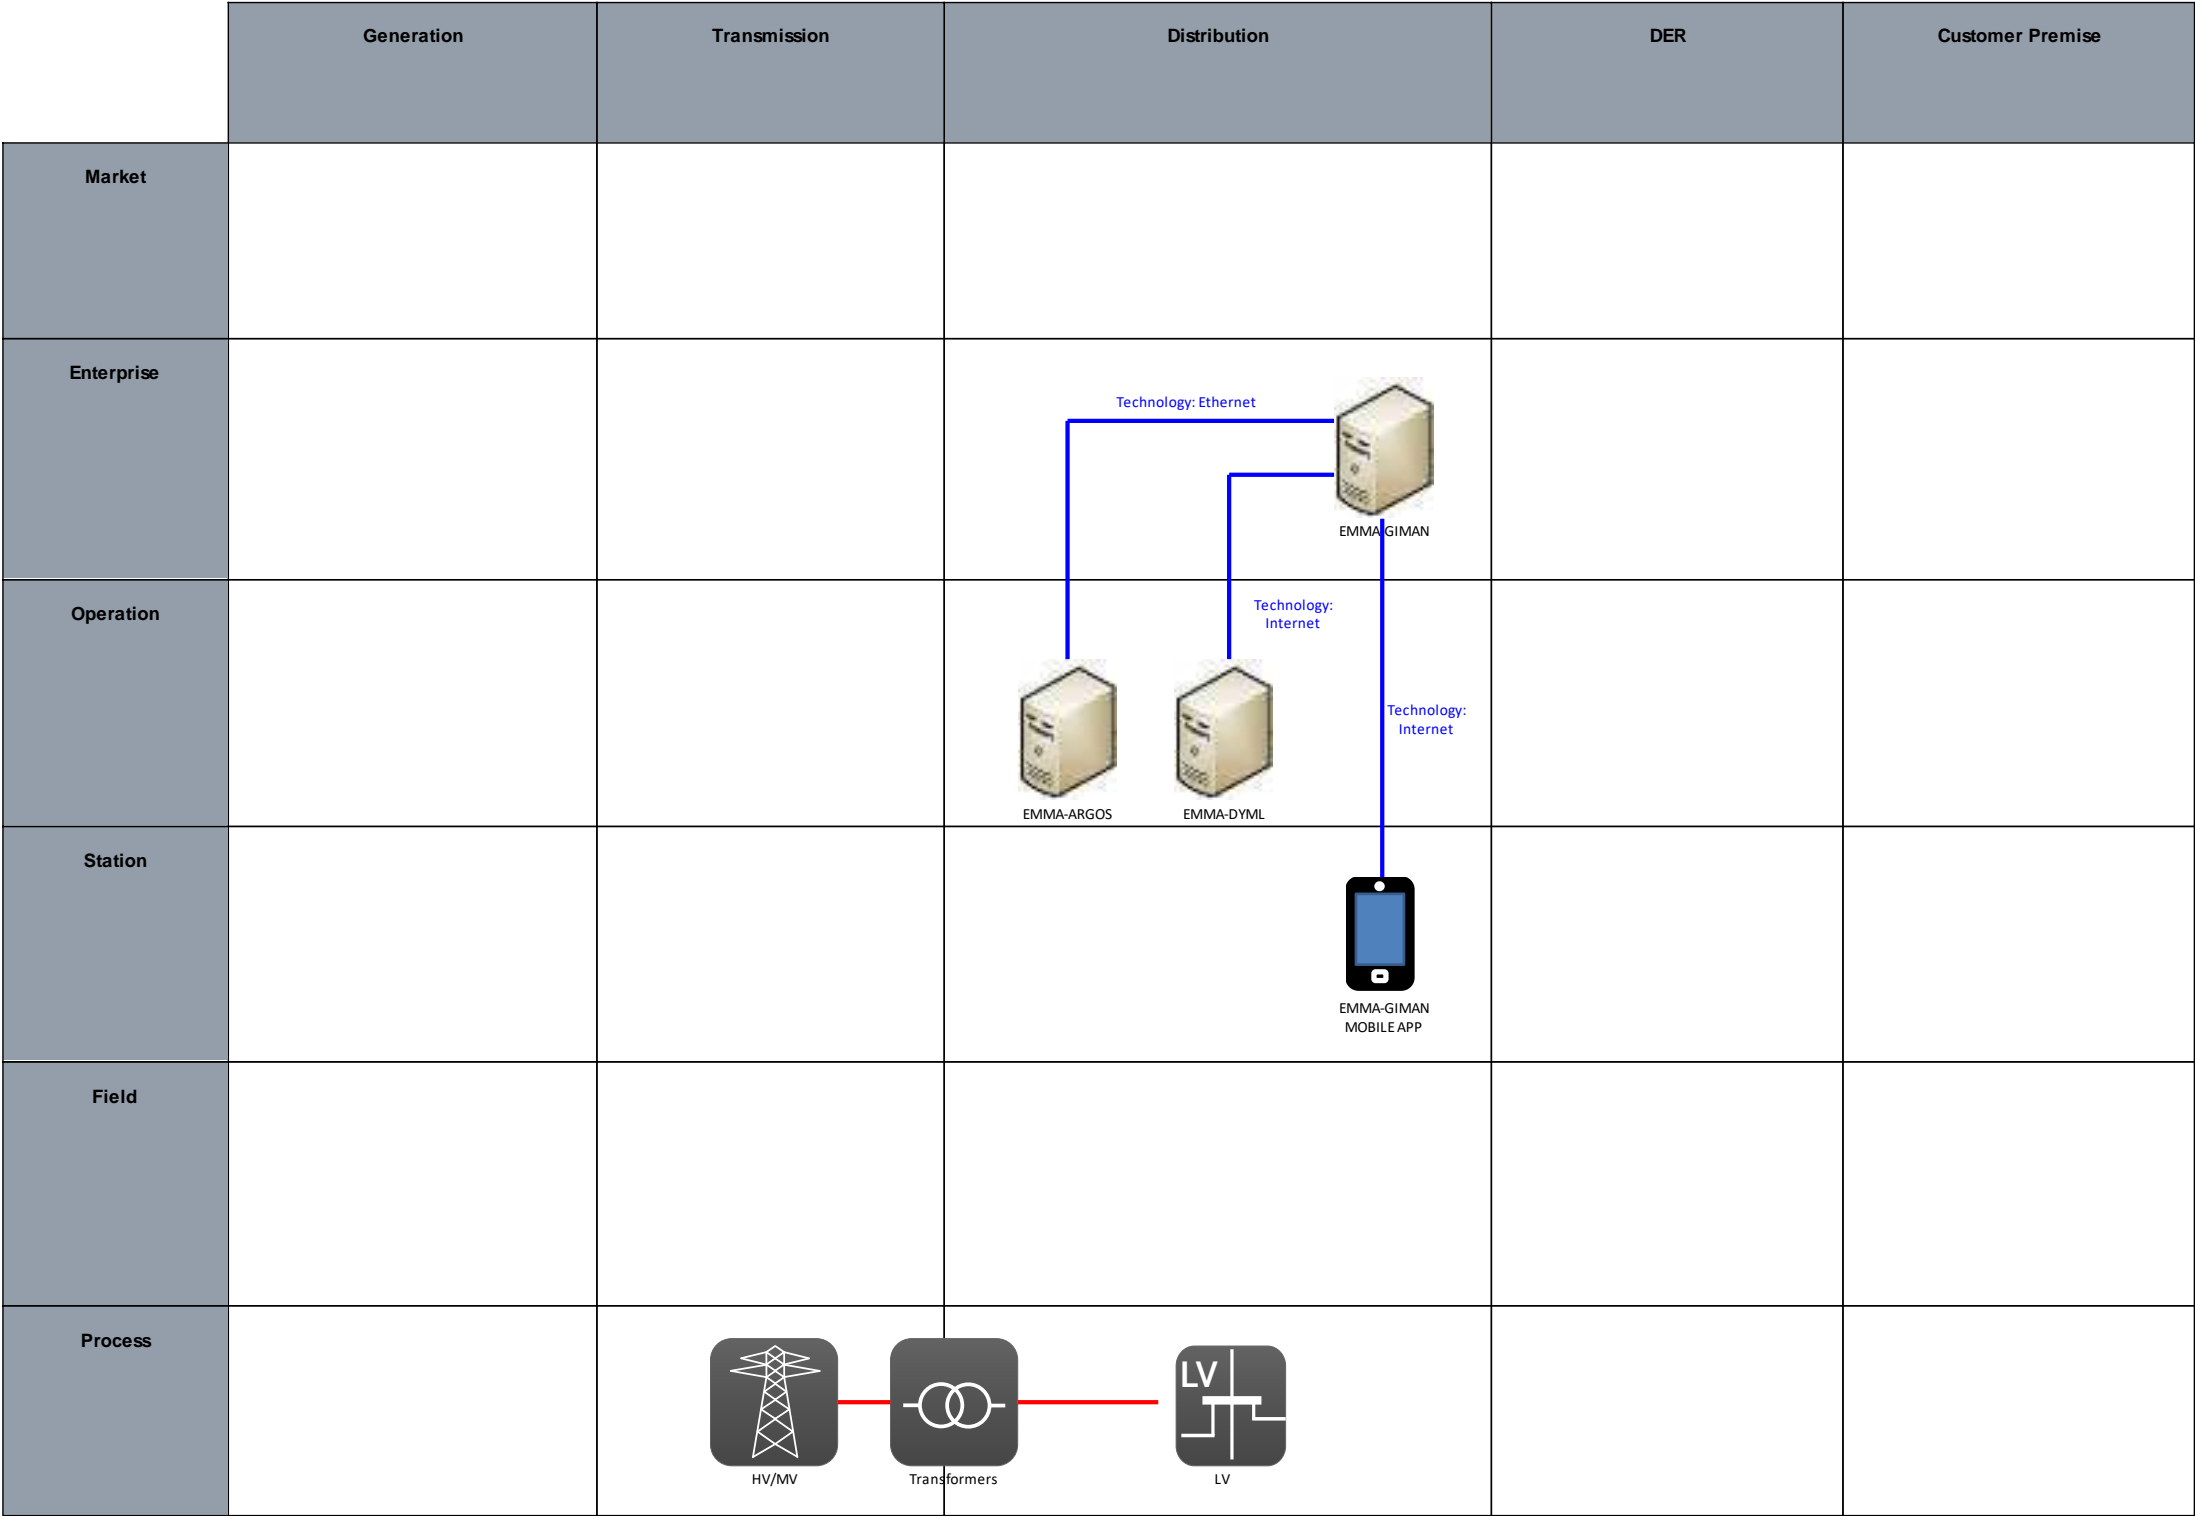 Generation
Transmission
Distribution
DER
Customer Premise
Market
Enterprise
Technology: Ethernet
EMMA-GIMAN
Operation
Technology:
Internet
Technology:
Internet
EMMA-ARGOS
EMMA-DYML
Station
EMMA-GIMAN
MOBILE APP
Field
Process
LV
HV/MV
Transformers
LV